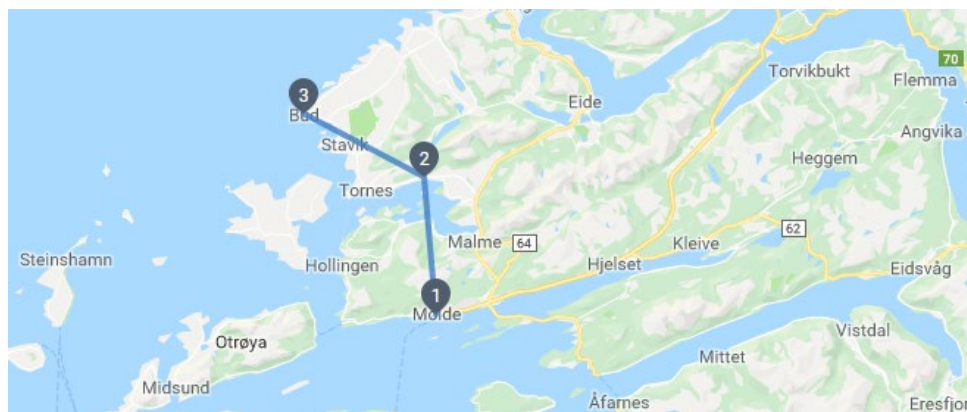 70
Torvikbukt
Flemma
3
Eide
Bud
Angvika
Stavik
2
Heggem
Tornes
62
Malme
64
Kleive
Steinshamn
Hollingen
Hjelset
Eidsvåg
1
Molde
Otrøya
Vistdal
Mittet
Midsund
Åfarnes
Eresfjor